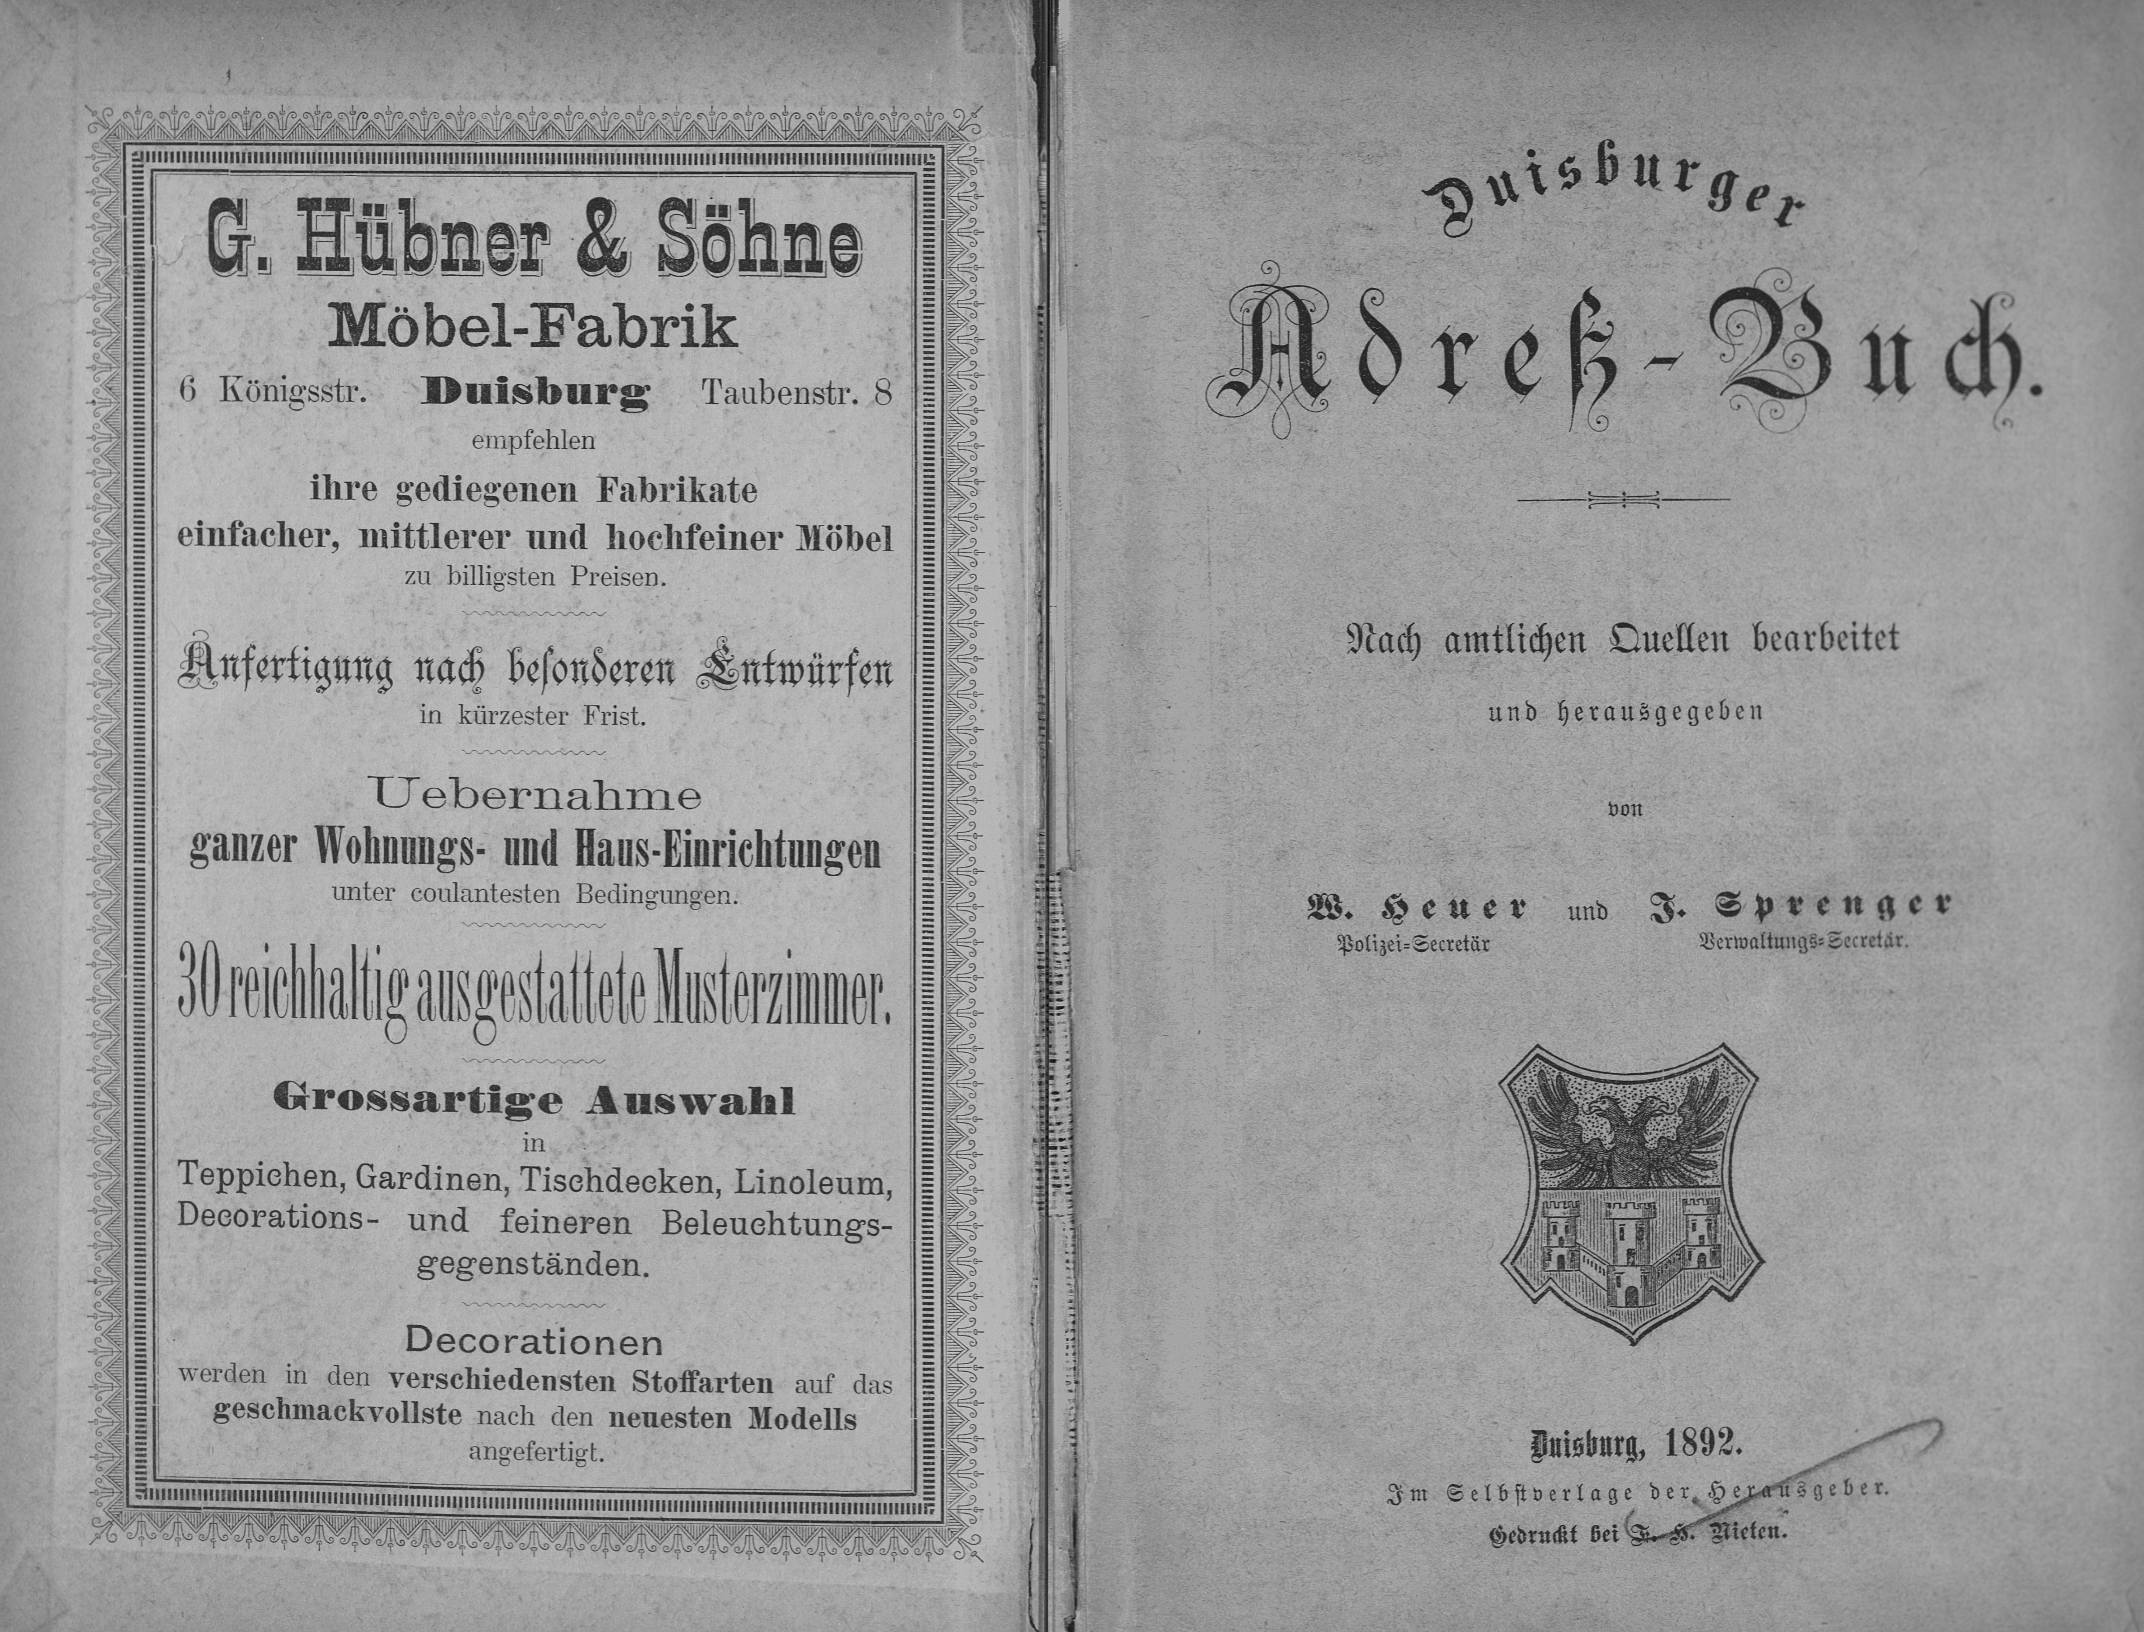 G. Hübner & Söhne
Möbel-Fabrik
6 Königsstr. Duisburg Taubenstr. 8
empfehlen
ihre gediegenen Fabrikate
einfacher, mittlerer und hochfeiner Möbel
zu billigsten Preisen.
Anfertigung nach besonderen Entwürfen
in kürzester Frist.
Uebernahme
ganzer Wohnungs- und Haus-Einrichtungen
unter coulantesten Bedingungen.
30 reichhaltig ausgestattete Musterzimmer.
Grossartige Auswahl
in
Teppichen, Gardinen, Tischdecken, Linoleum,
Decorations- und feineren Beleuchtungs-
gegenständen.
Decorationen
werden in den verschiedensten Stoffarten auf das
geschmackvollste nach den neuesten Modells
angefertigt.
Duisburger
Adreß-Buch.
Nach amtlichen Quellen bearbeitet
und herausgegeben
von
W. Heuer und J. Sprenger
Polizei-Secretär Verwaltungs-Secretär.
Duisburg, 1892.
Im Selbstverlage der Herausgeber.
Gedruckt bei F. H. Nieten.